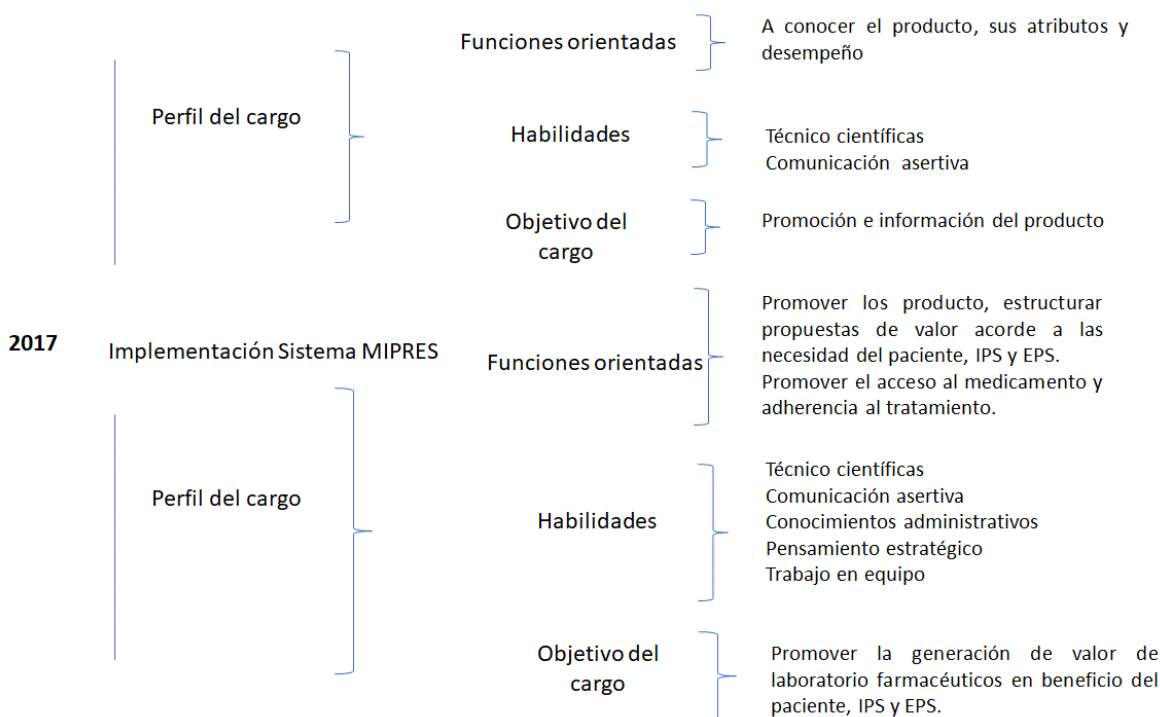 Funciones orientadas
A conocer el producto, sus atributos y
desempeño
Perfil del cargo
Habilidades
Técnico científicas
Comunicación asertiva
Objetivo del
cargo
Promoción e información del producto
2017
Implementación Sistema MIPRES
Funciones orientadas
Promover los producto, estructurar
propuestas de valor acorde a las
necesidad del paciente, IPS y EPS.
Promover el acceso al medicamento y
adherencia al tratamiento.
Perfil del cargo
Habilidades
Técnico científicas
Comunicación asertiva
Conocimientos administrativos
Pensamiento estratégico
Trabajo en equipo
Objetivo del
cargo
Promover la generación de valor de
laboratorio farmacéuticos en beneficio del
paciente, IPS y EPS.